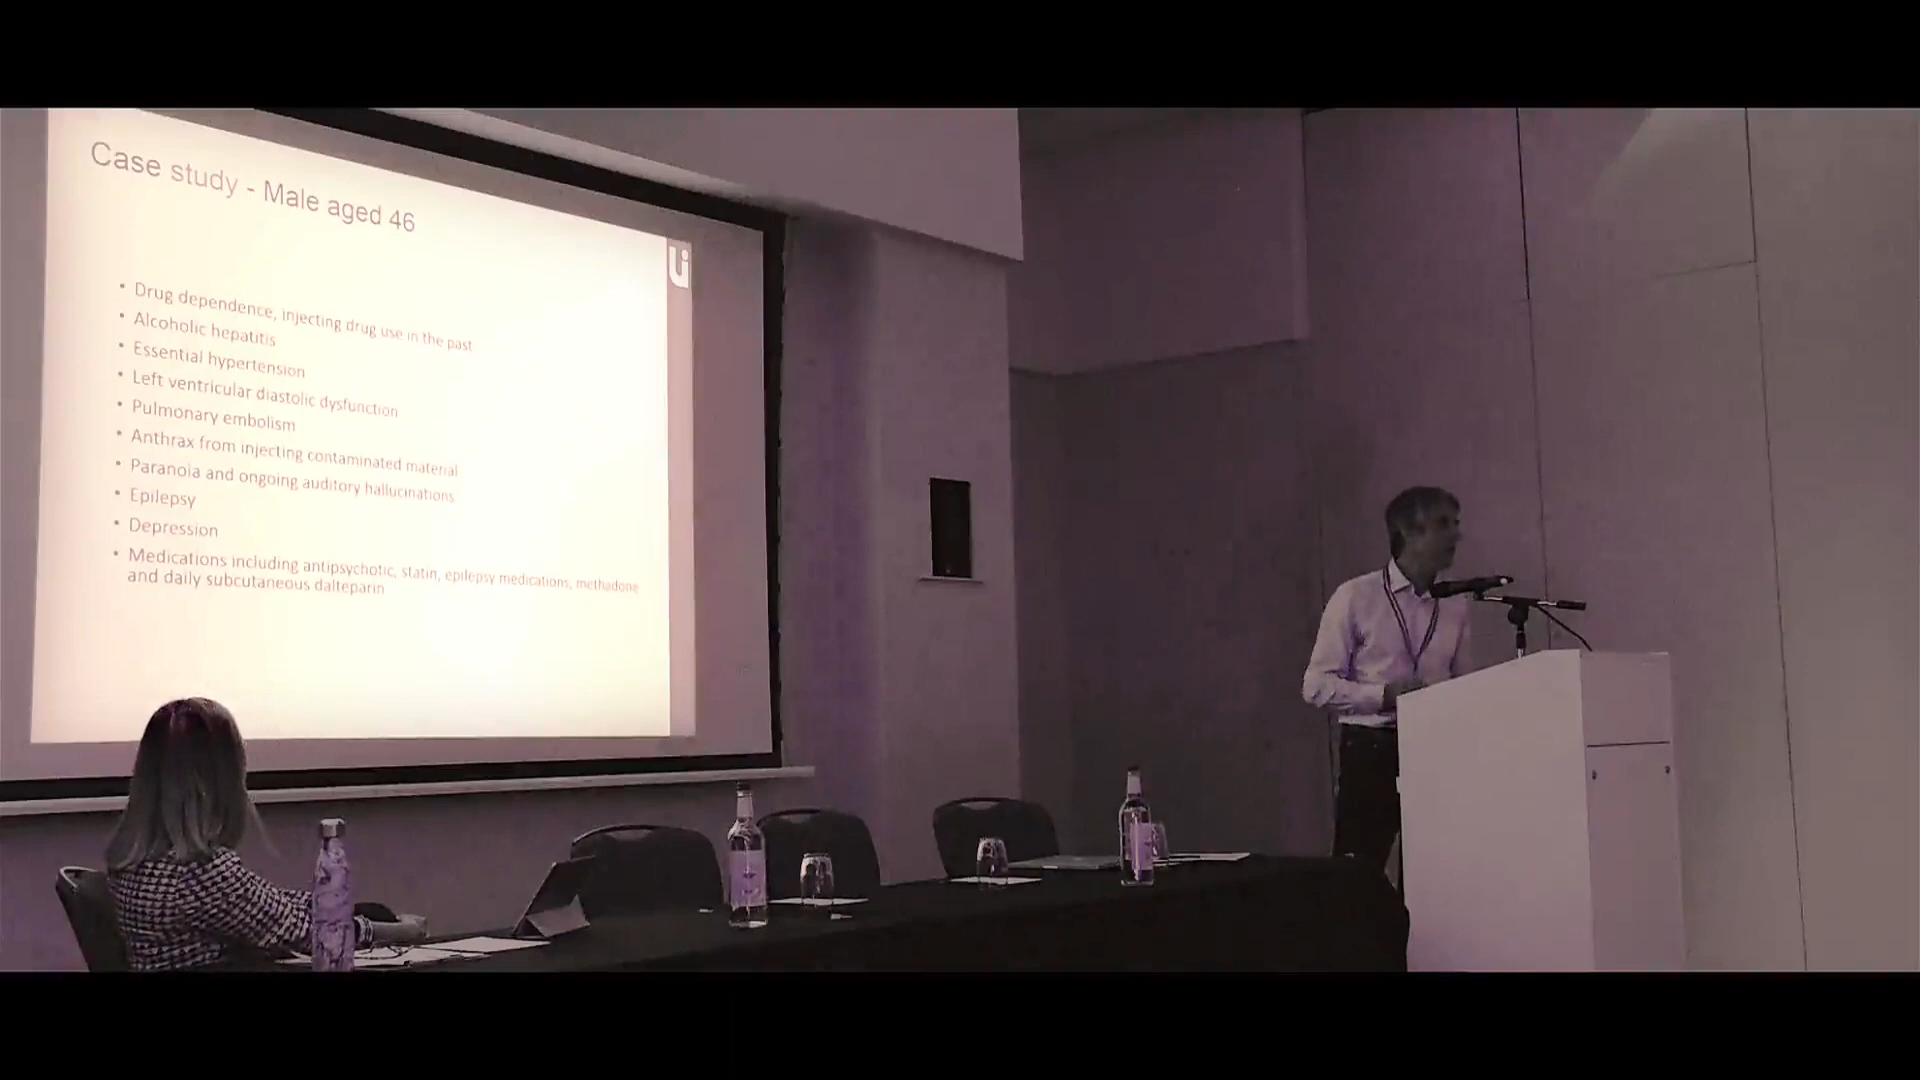 Case study - Male aged 46
Ui
• Drug dependence, injecting drug use in the past
• Alcoholic hepatitis
• Essential hypertension
• Left ventricular diastolic dysfunction
• Pulmonary embolism
• Anthrax from injecting contaminated material
• Paranoia and ongoing auditory hallucinations
• Epilepsy
• Depression
• Medications including antipsychotic, statin, epilepsy medications, methadone
and daily subcutaneous dalteparin